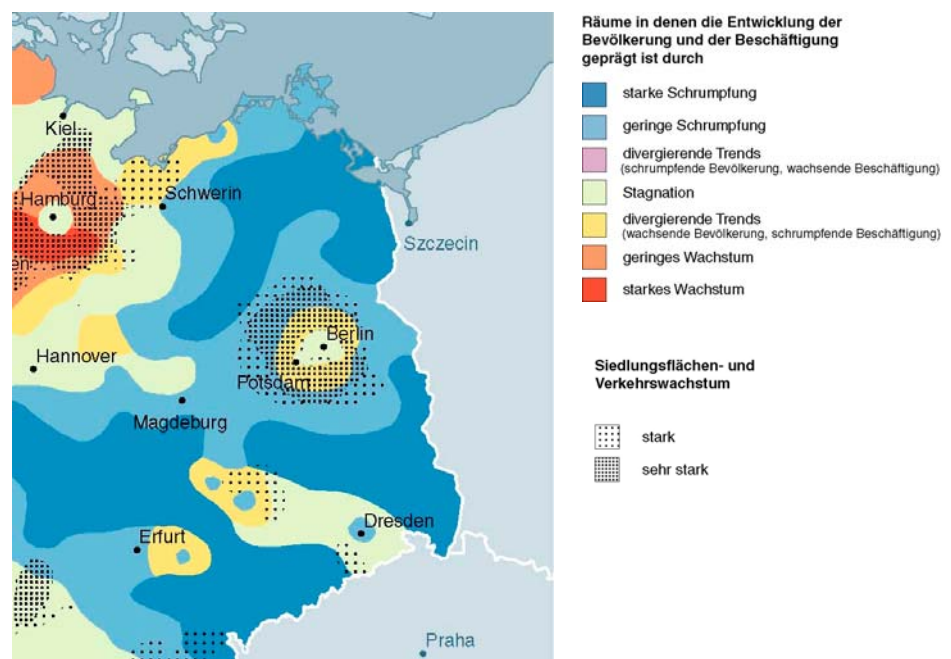 Kiel
Hamburg
en
Schwerin
Szczecin
Hannover
Berlin
Potsdam
Magdeburg
Dresden
Erfurt
Praha
Räume in denen die Entwicklung der
Bevölkerung und der Beschäftigung
geprägt ist durch
starke Schrumpfung
geringe Schrumpfung
divergierende Trends
(schrumpfende Bevölkerung, wachsende Beschäftigung)
Stagnation
divergierende Trends
(wachsende Bevölkerung, schrumpfende Beschäftigung)
geringes Wachstum
starkes Wachstum
Siedlungsflächen- und
Verkehrswachstum
stark
sehr stark